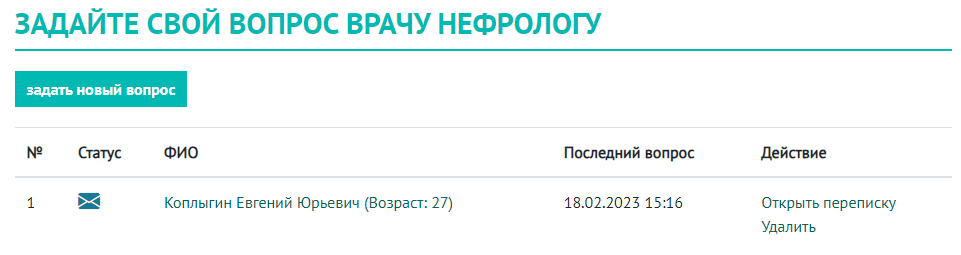 ЗАДАЙТЕ СВОЙ ВОПРОС ВРАЧУ НЕФРОЛОГУ
задать новый вопрос
№ Статус ФИО Последний вопрос Действие
1 Коплыгин Евгений Юрьевич (Возраст: 27) 18.02.2023 15:16 Открыть переписку
Удалить